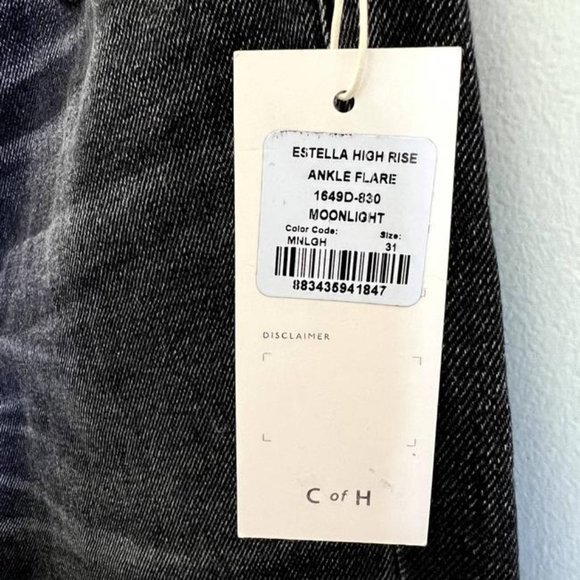 ESTELLA HIGH RISE
ANKLE FLARE
1649D-830
MOONLIGHT
Color Code: Size:
MNLGH 31
883435941847
DISCLAIMER
C of H